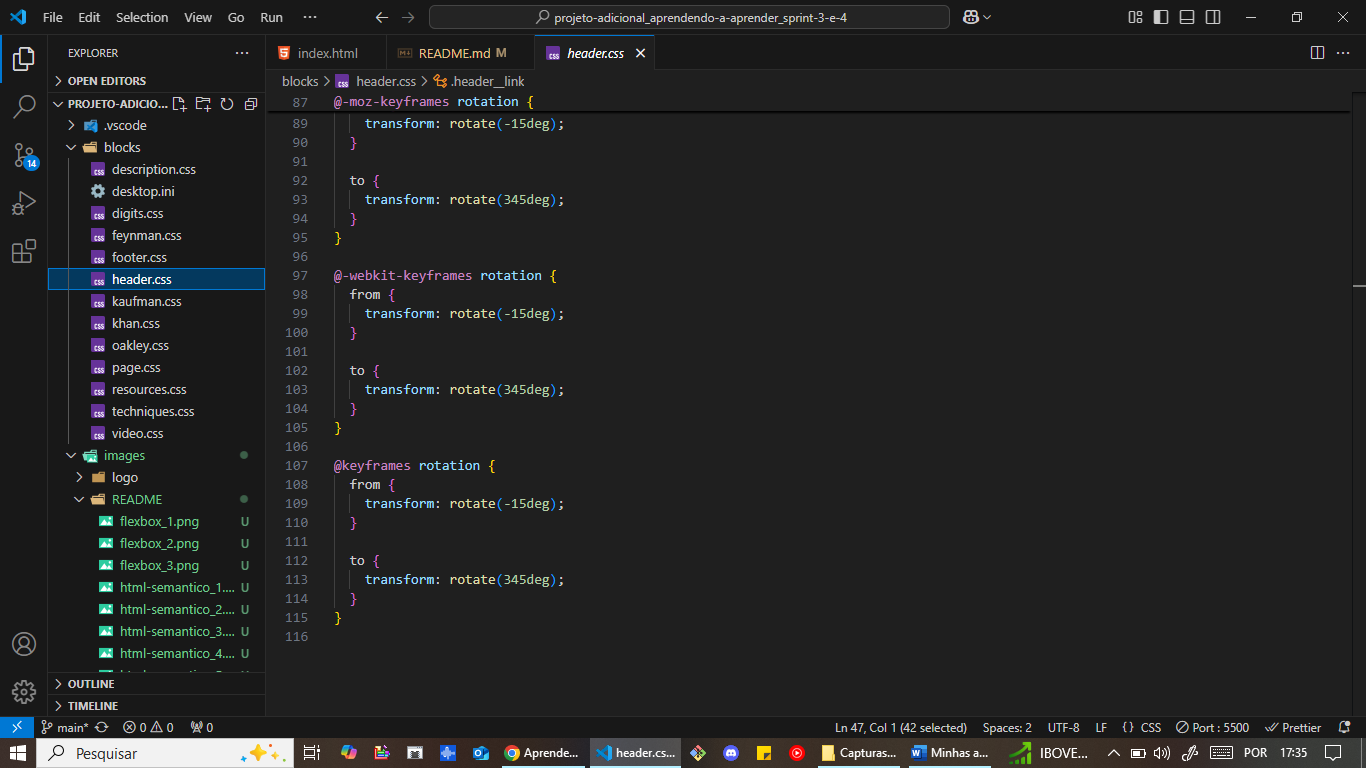 File Edit Selection View Go Run ···
projeto-adicional_aprendendo-a-aprender_sprint-3-e-4
EXPLORER ···
OPEN EDITORS
PROJETO-ADICIO...
.vscode
blocks
description.css
desktop.ini
digits.css
feynman.css
footer.css
header.css
kaufman.css
khan.css
oakley.css
page.css
resources.css
techniques.css
video.css
images
logo
README
flexbox_1.png U
flexbox_2.png U
flexbox_3.png U
html-semantico_1.... U
html-semantico_2.... U
html-semantico_3.... U
html-semantico_4.... U
OUTLINE
TIMELINE
14
index.html README.md M header.css
blocks > header.css > .header__link
87 @-moz-keyframes rotation {
89 transform: rotate(-15deg);
90 }
91
92 to {
93 transform: rotate(345deg);
94 }
95 }
96
97 @-webkit-keyframes rotation {
98 from {
99 transform: rotate(-15deg);
100 }
101
102 to {
103 transform: rotate(345deg);
104 }
105 }
106
107 @keyframes rotation {
108 from {
109 transform: rotate(-15deg);
110 }
111
112 to {
113 transform: rotate(345deg);
114 }
115 }
116
main* 0 0 0 Ln 47, Col 1 (42 selected) Spaces: 2 UTF-8 LF {} CSS Port : 5500 Prettier
Pesquisar Aprende... header.cs... Capturas... Minhas a... IBOVE... POR 17:35